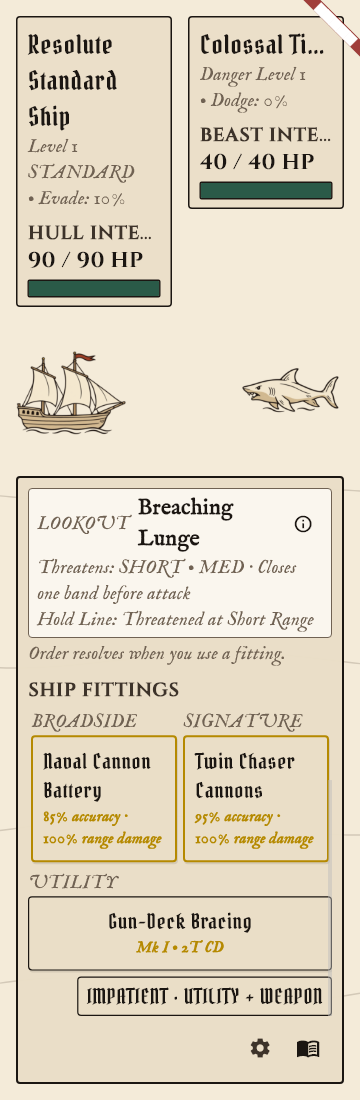 Resolute
Standard
Ship
Level 1
STANDARD
• Evade: 10%
HULL INTE...
90 / 90 HP
Colossal Ti...
Danger Level 1
• Dodge: 0%
BEAST INTE...
40 / 40 HP
LOOKOUT Breaching
Lunge
Threatens: SHORT • MED · Closes
one band before attack
Hold Line: Threatened at Short Range
Order resolves when you use a fitting.
SHIP FITTINGS
BROADSIDE
SIGNATURE
Naval Cannon
Battery
85% accuracy ·
100% range damage
Twin Chaser
Cannons
95% accuracy ·
100% range damage
UTILITY
Gun-Deck Bracing
Mk I • 2T CD
IMPATIENT · UTILITY + WEAPON